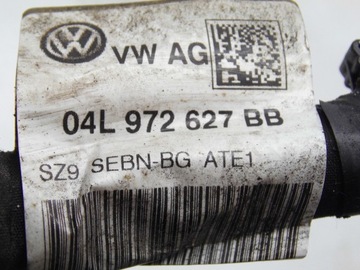 VW AG
04L 972 627 BB
SZ9 SEBN-BG ATE1